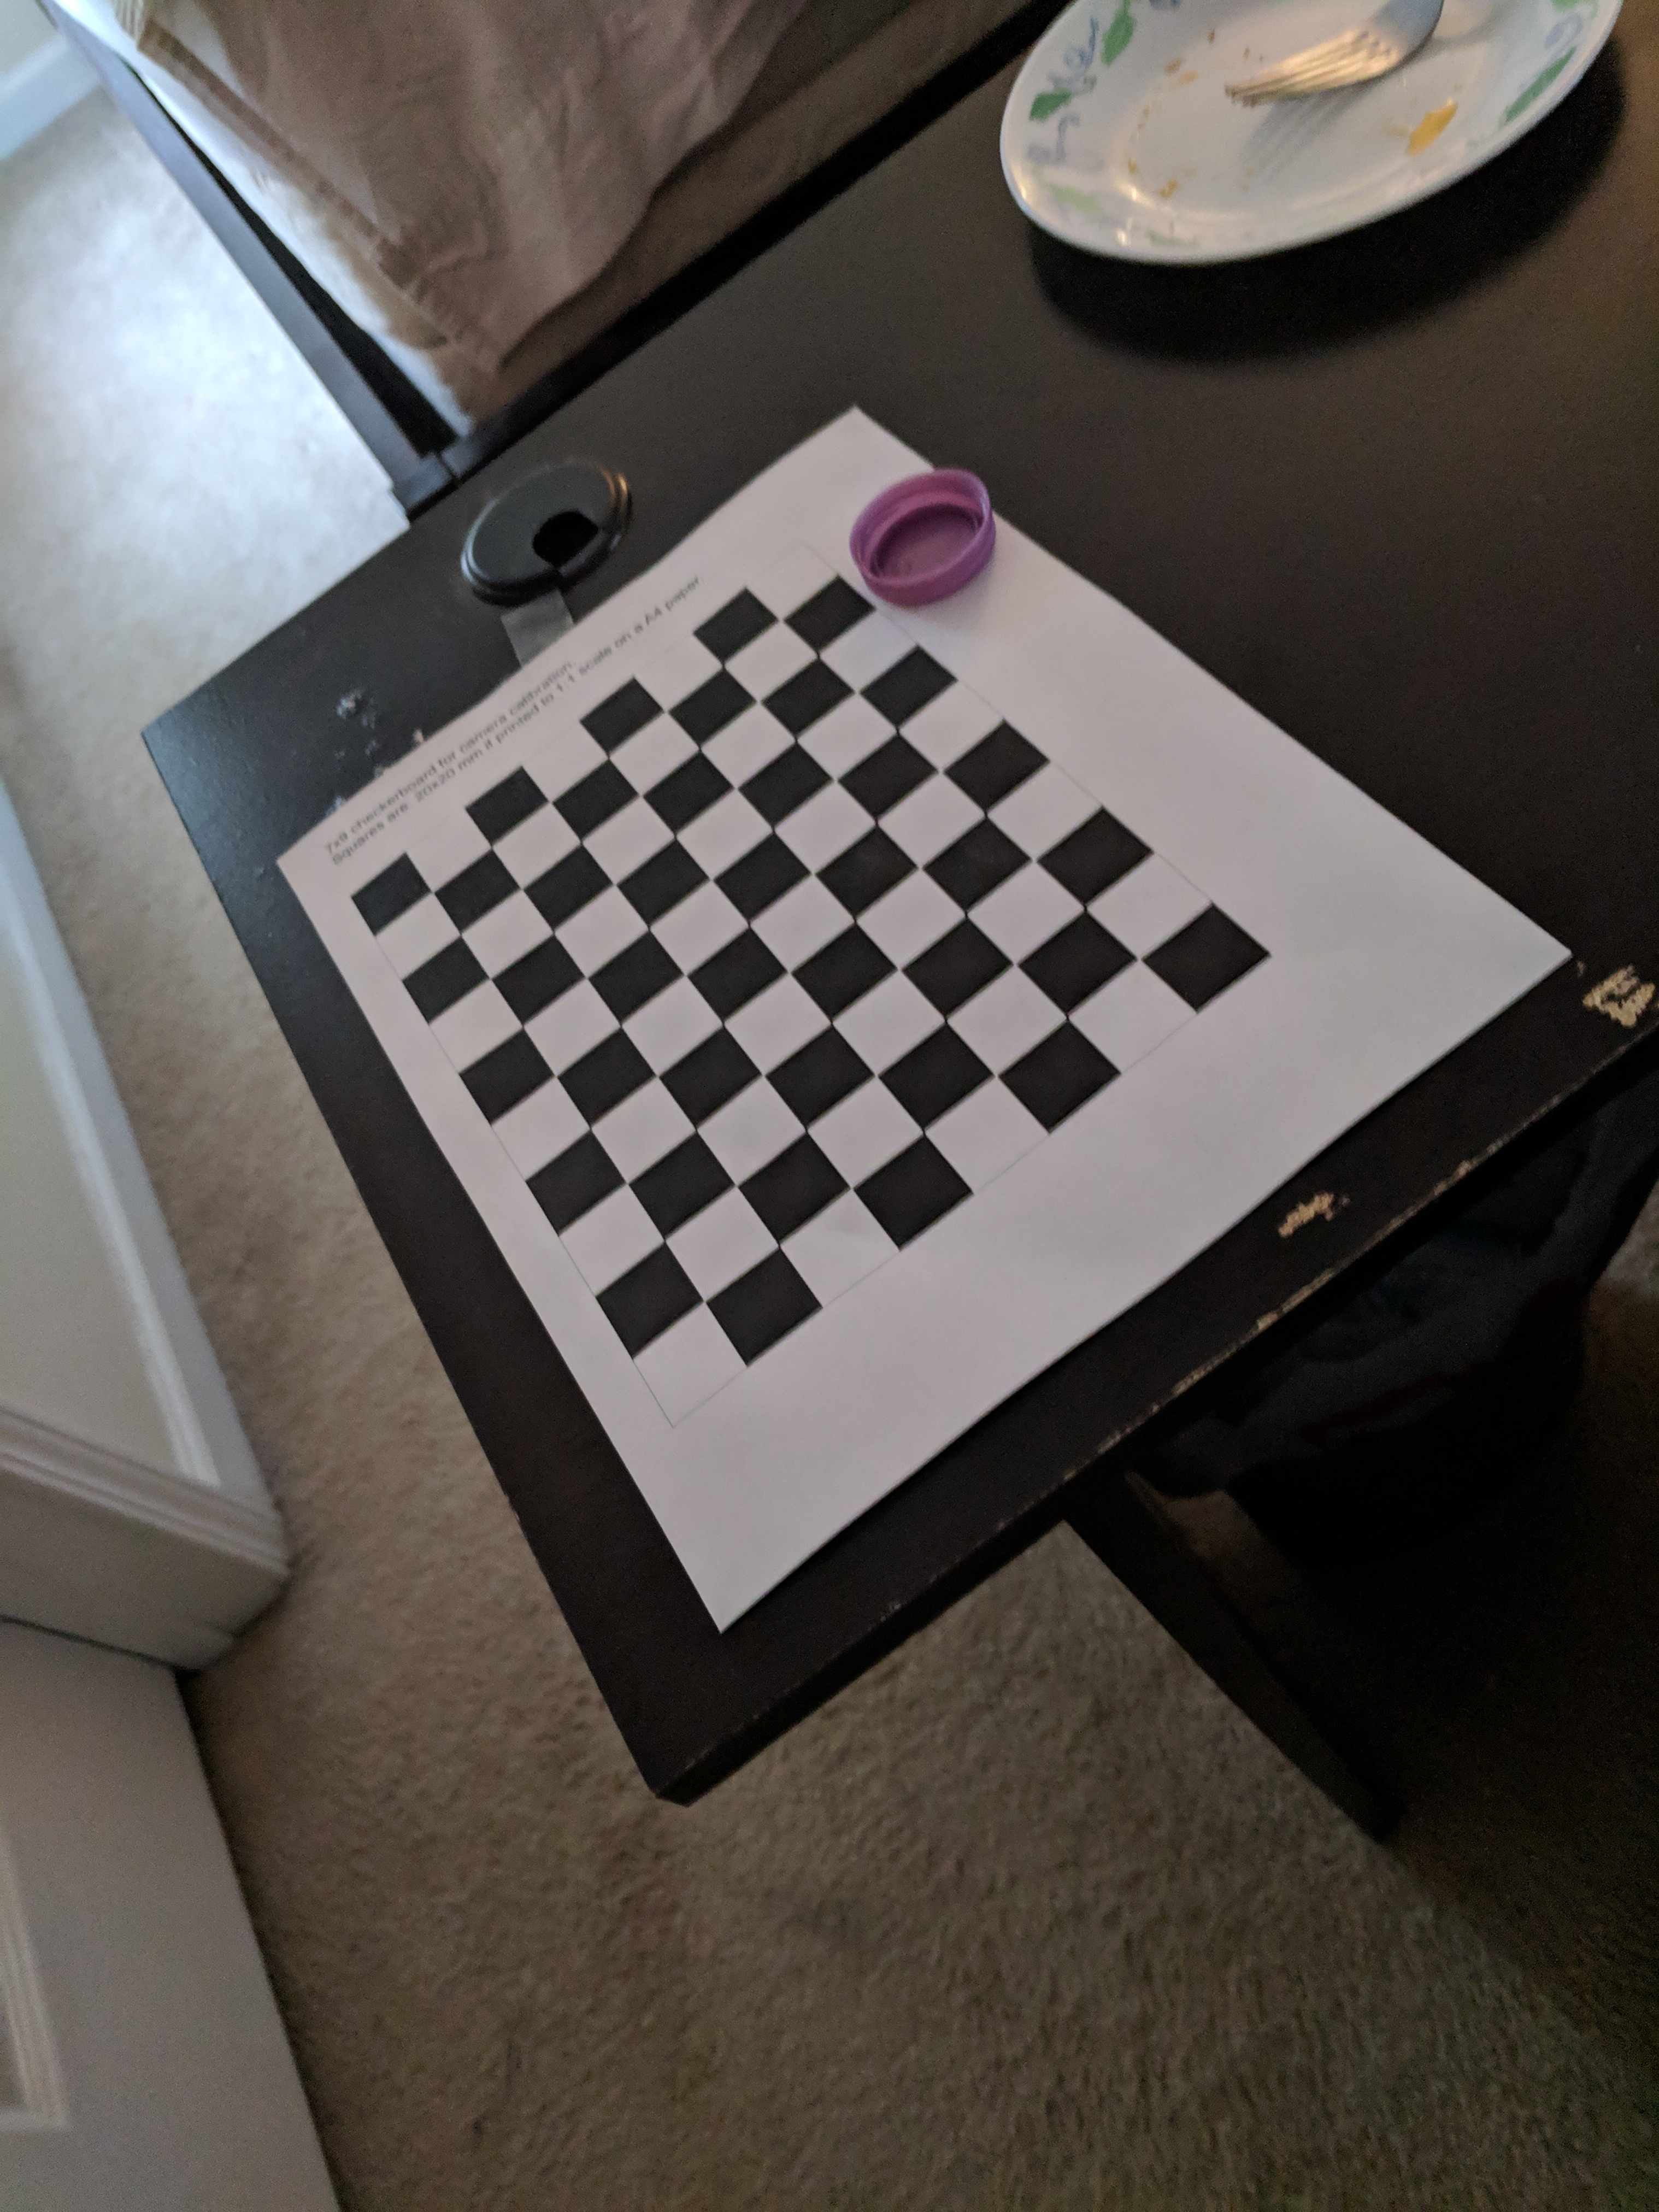 7x9 checkerboard for camera calibration.
Squares are: 20x20 mm if printed to 1:1 scale on a A4 paper.